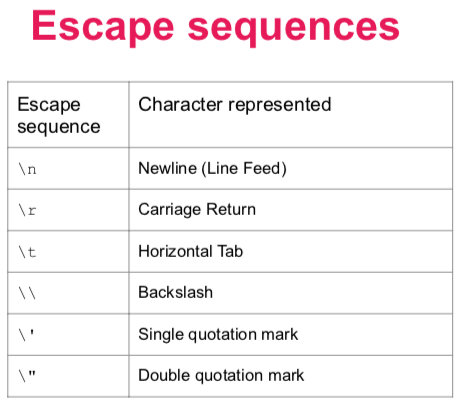 Escape sequences
Escape Character represented
sequence
\n Newline (Line Feed)
\r Carriage Return
\t Horizontal Tab
\\ Backslash
\' Single quotation mark
\" Double quotation mark